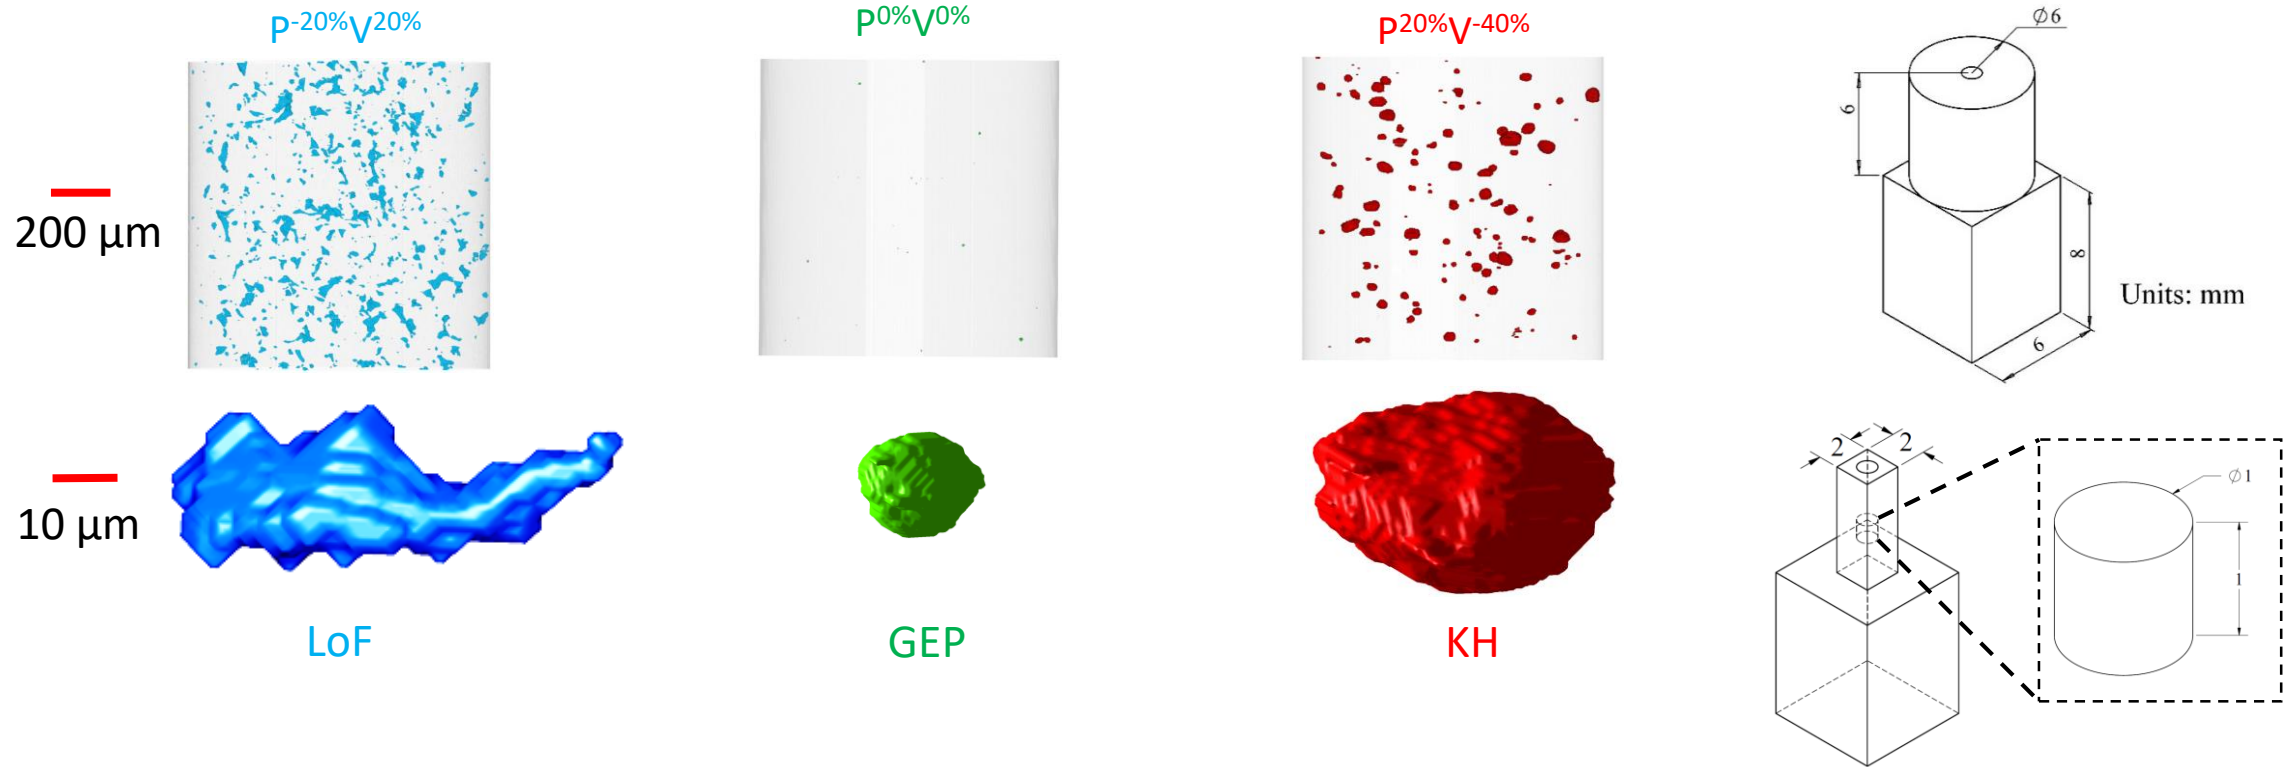 P-20%V20%
P0%V0%
P20%V-40%
200 µm
10 µm
LoF
GEP
KH
Ø6
6
8
6
Units: mm
2
2
Ø1
1